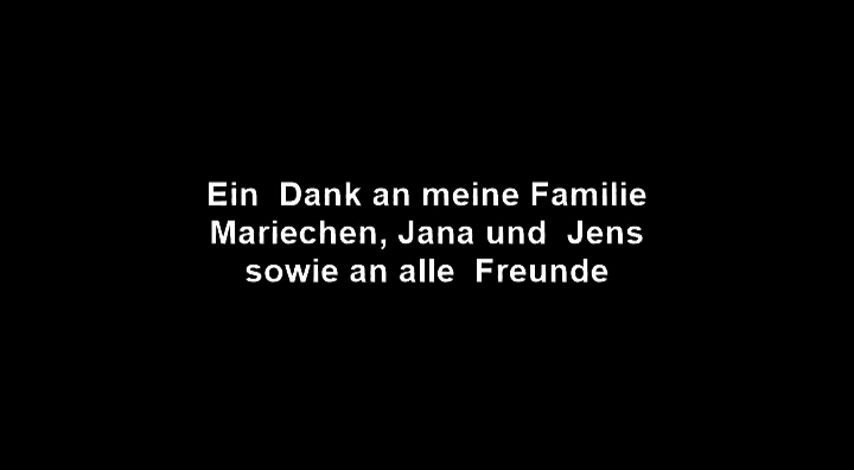 Ein  Dank an meine Familie
Mariechen, Jana und  Jens
sowie an alle  Freunde